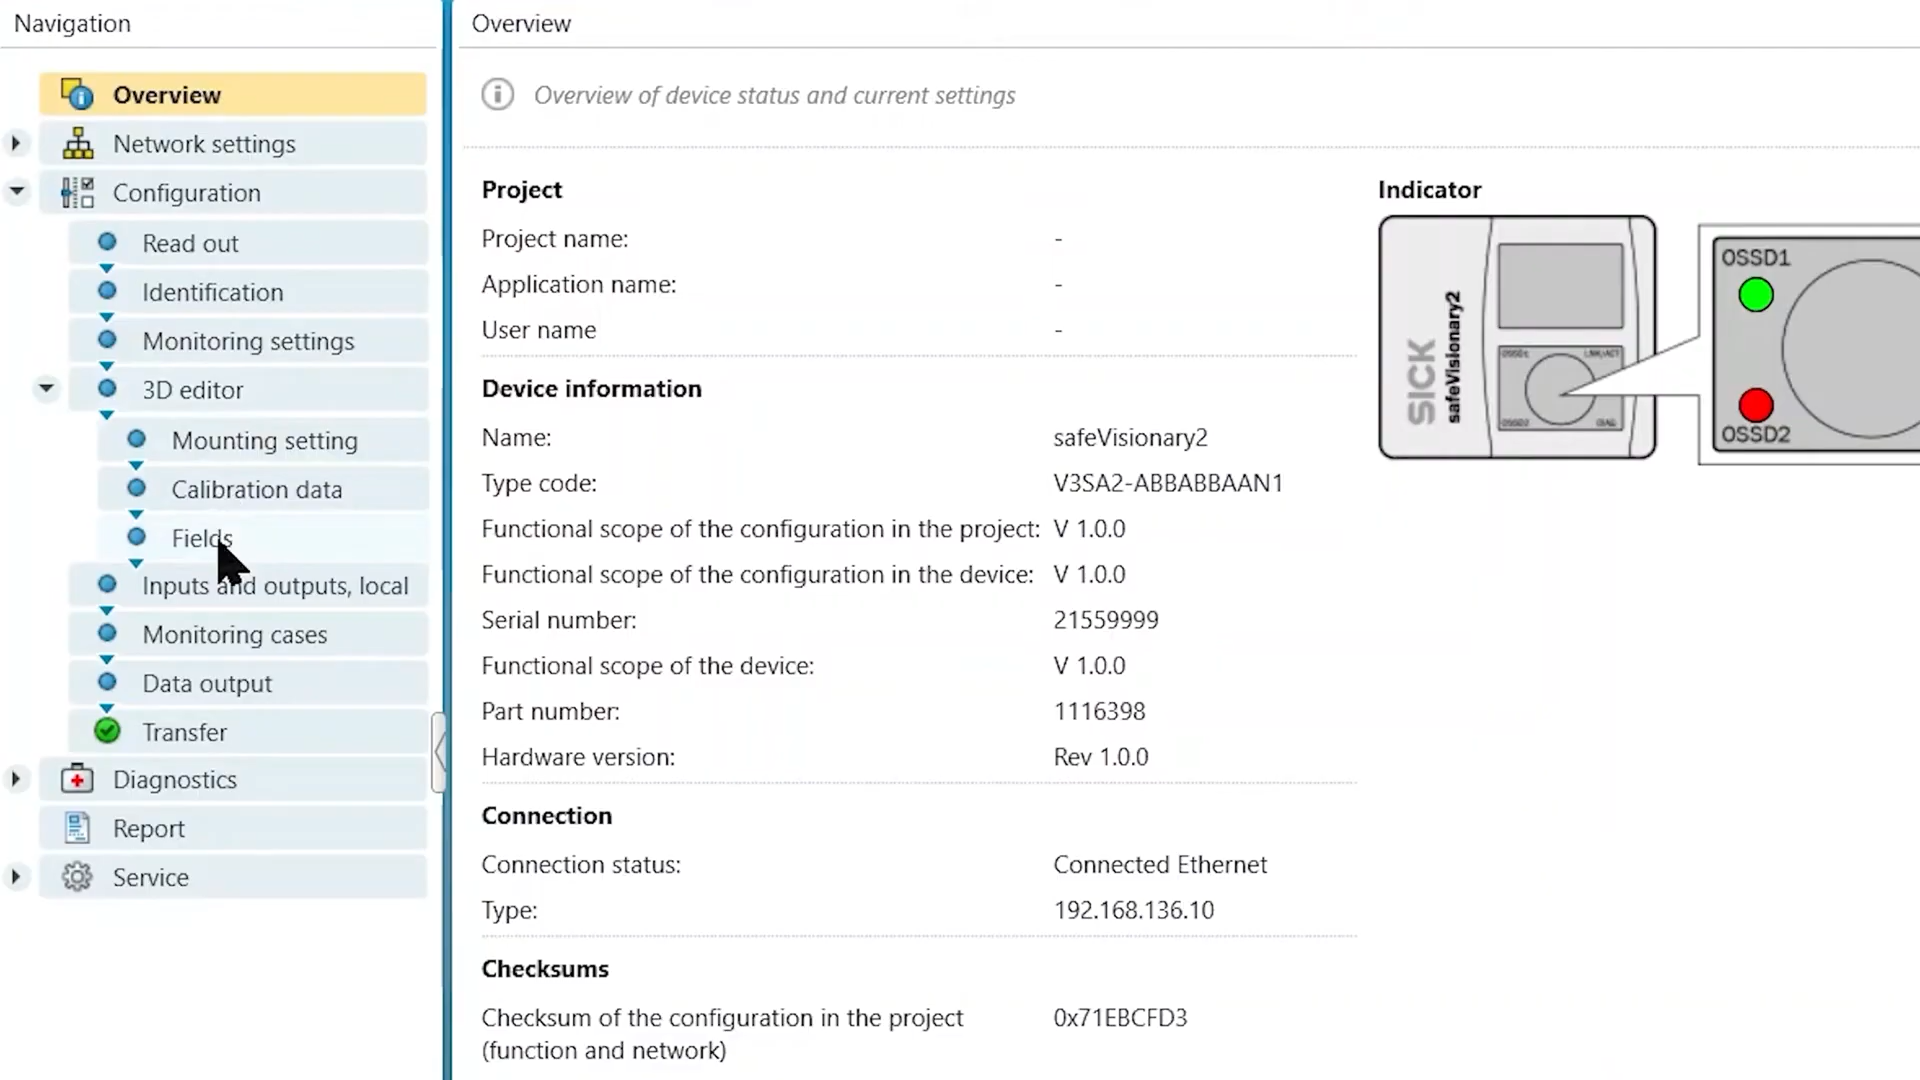 Navigation
Overview
Network settings
Configuration
Read out
Identification
Monitoring settings
3D editor
Mounting setting
Calibration data
Fields
Inputs and outputs, local
Monitoring cases
Data output
Transfer
Diagnostics
Report
Service
Overview
Overview of device status and current settings
Project
Project name: -
Application name: -
User name -
Device information
Name: safeVisionary2
Type code: V3SA2-ABBABBAAN1
Functional scope of the configuration in the project: V 1.0.0
Functional scope of the configuration in the device: V 1.0.0
Serial number: 21559999
Functional scope of the device: V 1.0.0
Part number: 1116398
Hardware version: Rev 1.0.0
Connection
Connection status: Connected Ethernet
Type: 192.168.136.10
Checksums
Checksum of the configuration in the project 0x71EBCFD3
(function and network)
Indicator
SICK
safeVisionary2
OSSD1
OSSD2